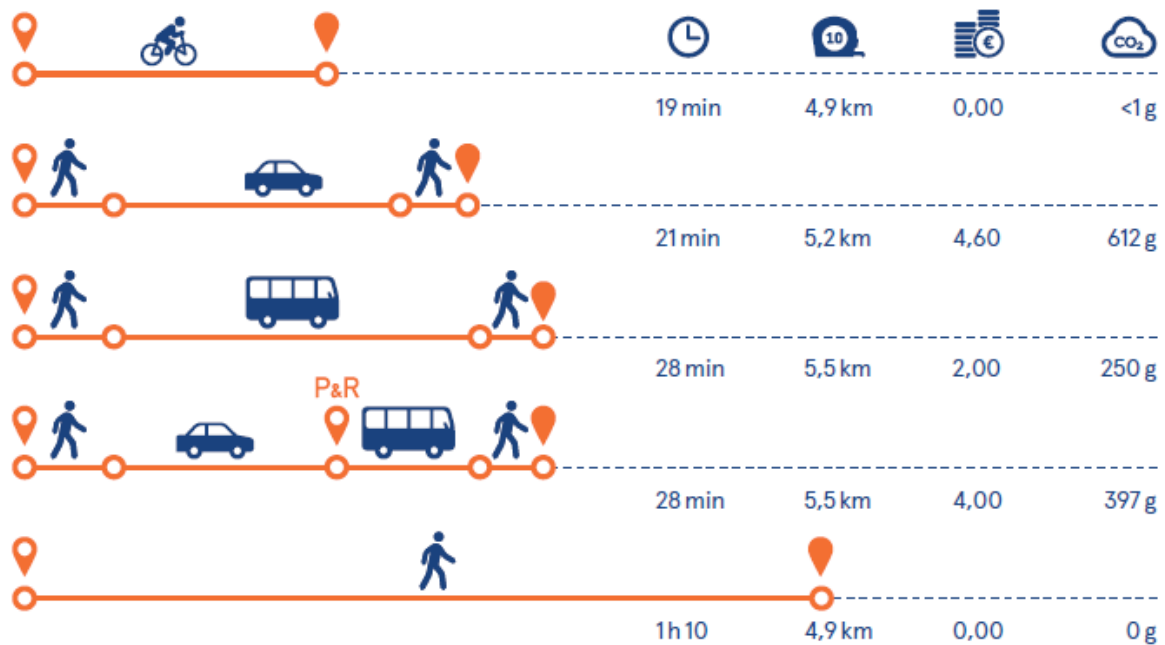 10 € CO₂
19 min 4,9 km 0,00 <1 g
21 min 5,2 km 4,60 612 g
28 min 5,5 km 2,00 250 g
P&R
28 min 5,5 km 4,00 397 g
1 h 10 4,9 km 0,00 0 g